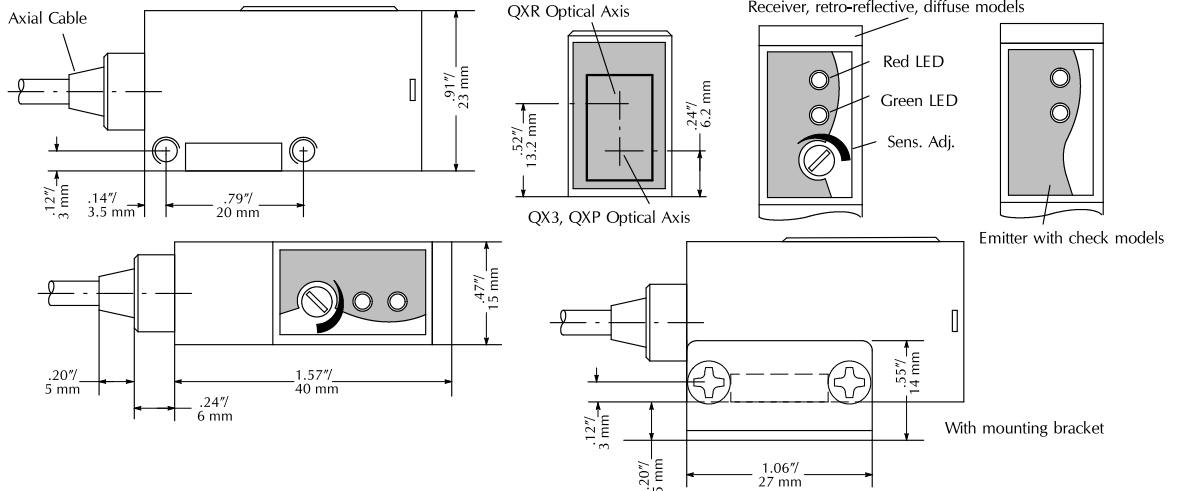 Axial Cable
.91″/
23 mm
.12″/
3 mm
.14″/
3.5 mm
.79″/
20 mm
QXR Optical Axis
.52″/
13.2 mm
.24″/
6.2 mm
QX3, QXP Optical Axis
Receiver, retro-reflective, diffuse models
Red LED
Green LED
Sens. Adj.
Emitter with check models
.47″/
15 mm
.20″/
5 mm
1.57″/
40 mm
.24″/
6 mm
.55″/
14 mm
With mounting bracket
.12″/
3 mm
.20″/
5 mm
1.06″/
27 mm